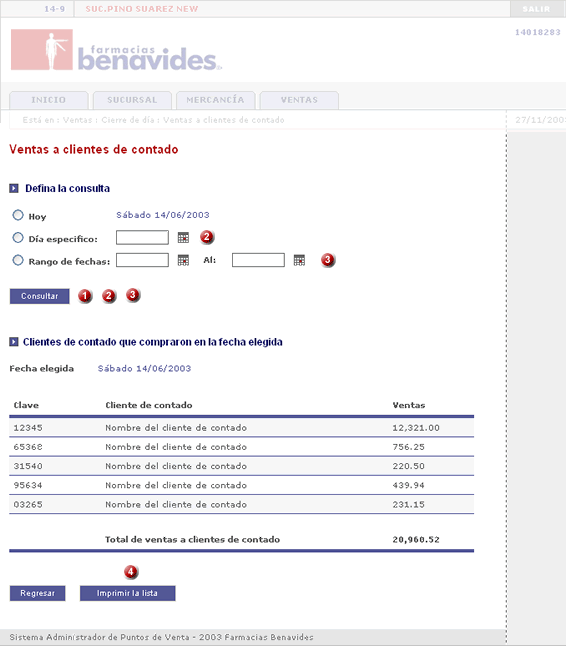 14-9 SUC.PINO SUAREZ NEW SALIR
14018283
farmacias
benavides
INICIO SUCURSAL MERCANCÍA VENTAS
Está en : Ventas : Cierre de día : Ventas a clientes de contado 27/11/200
Ventas a clientes de contado
Defina la consulta
Hoy Sábado 14/06/2003
Día especifico: 2
Rango de fechas: Al: 3
Consultar 1 2 3
Clientes de contado que compraron en la fecha elegida
Fecha elegida Sábado 14/06/2003
Clave Cliente de contado Ventas
12345 Nombre del cliente de contado 12,321.00
65368 Nombre del cliente de contado 756.25
31540 Nombre del cliente de contado 220.50
95634 Nombre del cliente de contado 439.94
03265 Nombre del cliente de contado 231.15
Total de ventas a clientes de contado 20,960.52
4
Regresar Imprimir la lista
Sistema Administrador de Puntos de Venta - 2003 Farmacias Benavides